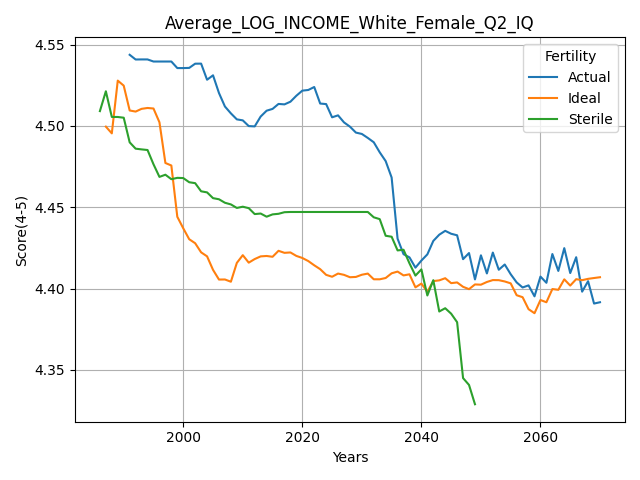 Average_LOG_INCOME_White_Female_Q2_IQ
Fertility
Actual
Ideal
Sterile
Score(4-5)
4.55
4.50
4.45
4.40
4.35
2000
2020
2040
2060
Years